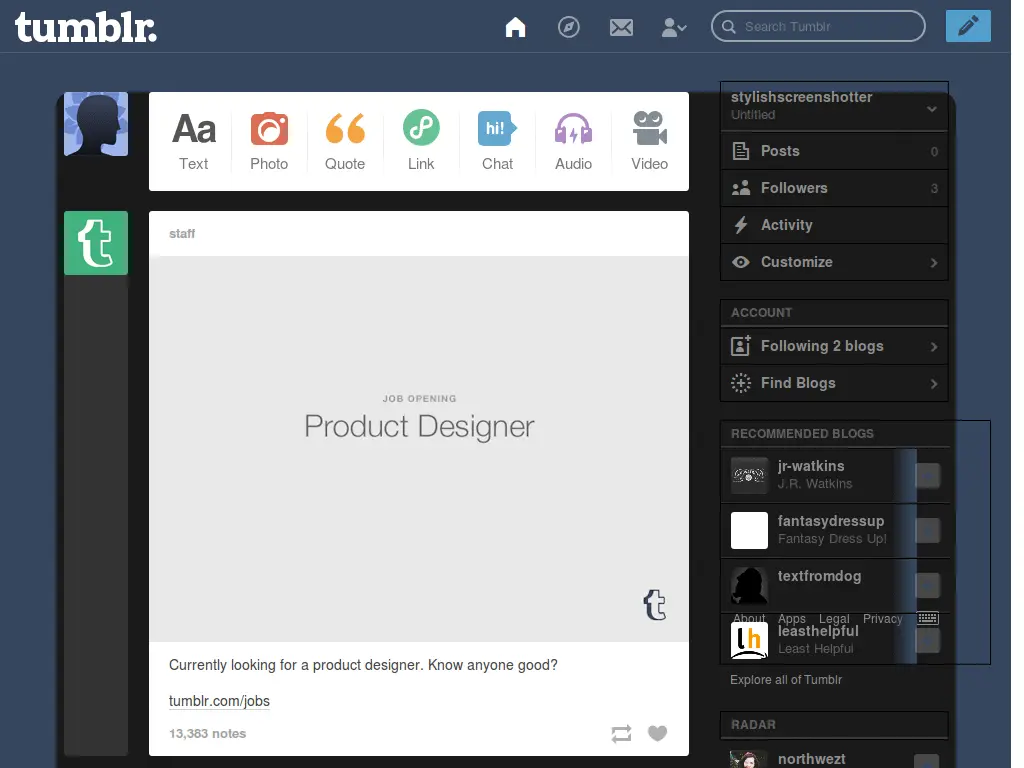 tumblr.
Search Tumblr
Aa
Text
Photo
Quote
Link
hi!
Chat
Audio
Video
staff
JOB OPENING
Product Designer
Currently looking for a product designer. Know anyone good?
tumblr.com/jobs
13,383 notes
stylishscreenshotter
Untitled
Posts 0
Followers 3
Activity
Customize
ACCOUNT
Following 2 blogs
Find Blogs
RECOMMENDED BLOGS
jr-watkins
J.R. Watkins
fantasydressup
Fantasy Dress Up!
textfromdog
About Apps Legal Privacy
lh
leasthelpful
Least Helpful
Explore all of Tumblr
RADAR
northwezt